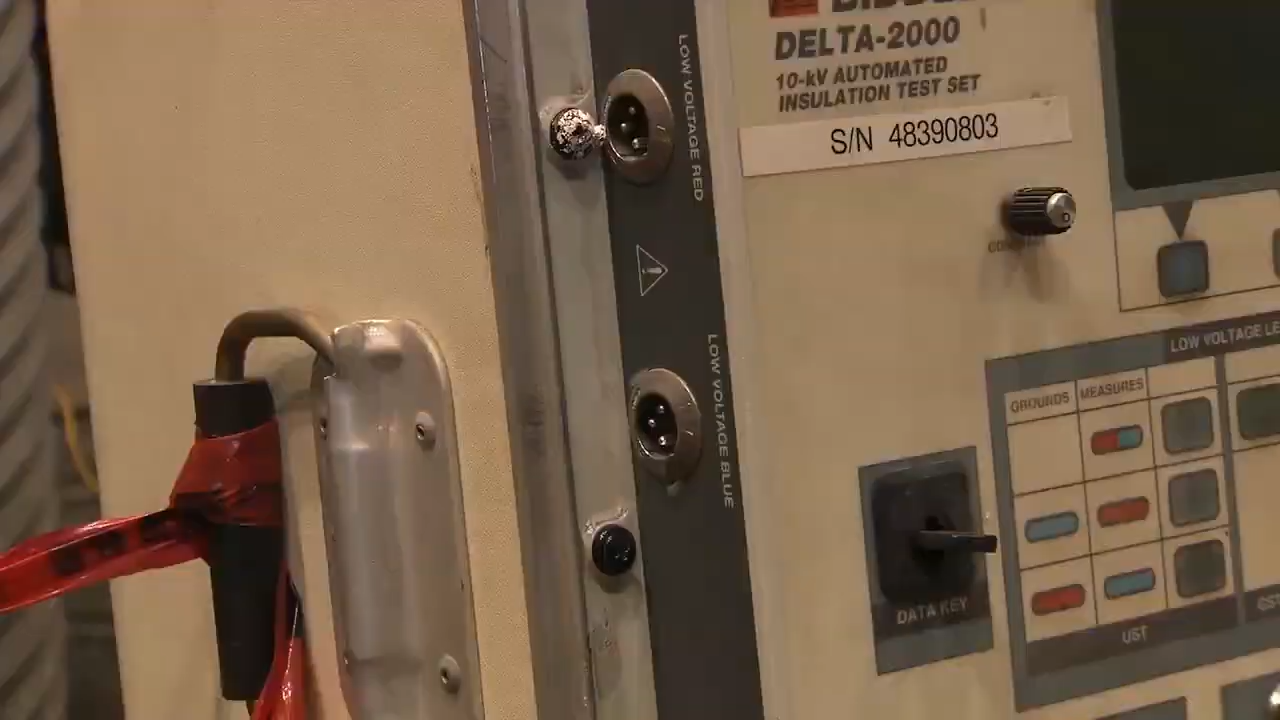 DELTA-2000
10-kV AUTOMATED
INSULATION TEST SET
S/N 48390803
LOW VOLTAGE RED
LOW VOLTAGE BLUE
LOW VOLTAGE
GROUNDS
MEASURES
DATA KEY
UST